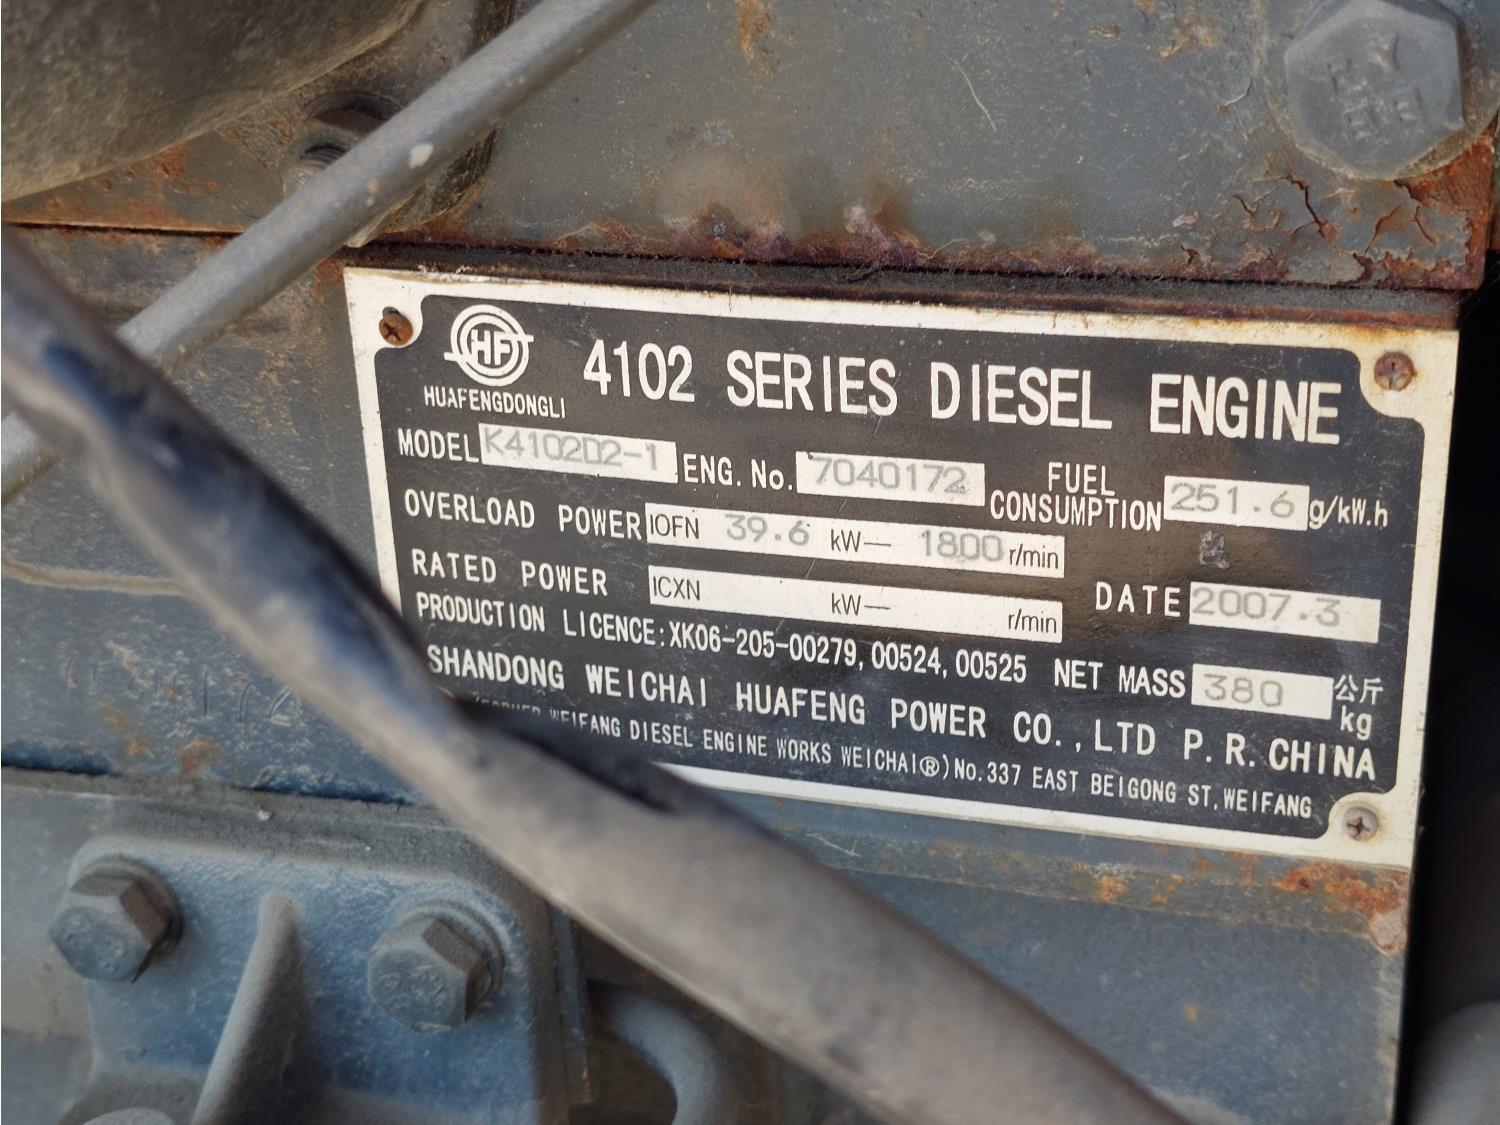 HF
HUAFENGDONGLI
4102 SERIES DIESEL ENGINE
MODEL K4102D2-1 ENG. No. 7040172 FUEL CONSUMPTION 251.6 g/kW.h
OVERLOAD POWER IOFN 39.6 kW— 1800 r/min
RATED POWER ICXN kW— r/min DATE 2007.3
PRODUCTION LICENCE: XK06-205-00279, 00524, 00525 NET MASS 380 公斤 kg
SHANDONG WEICHAI HUAFENG POWER CO., LTD P.R. CHINA
WEIFANG DIESEL ENGINE WORKS WEICHAI®) No. 337 EAST BEIGONG ST. WEIFANG